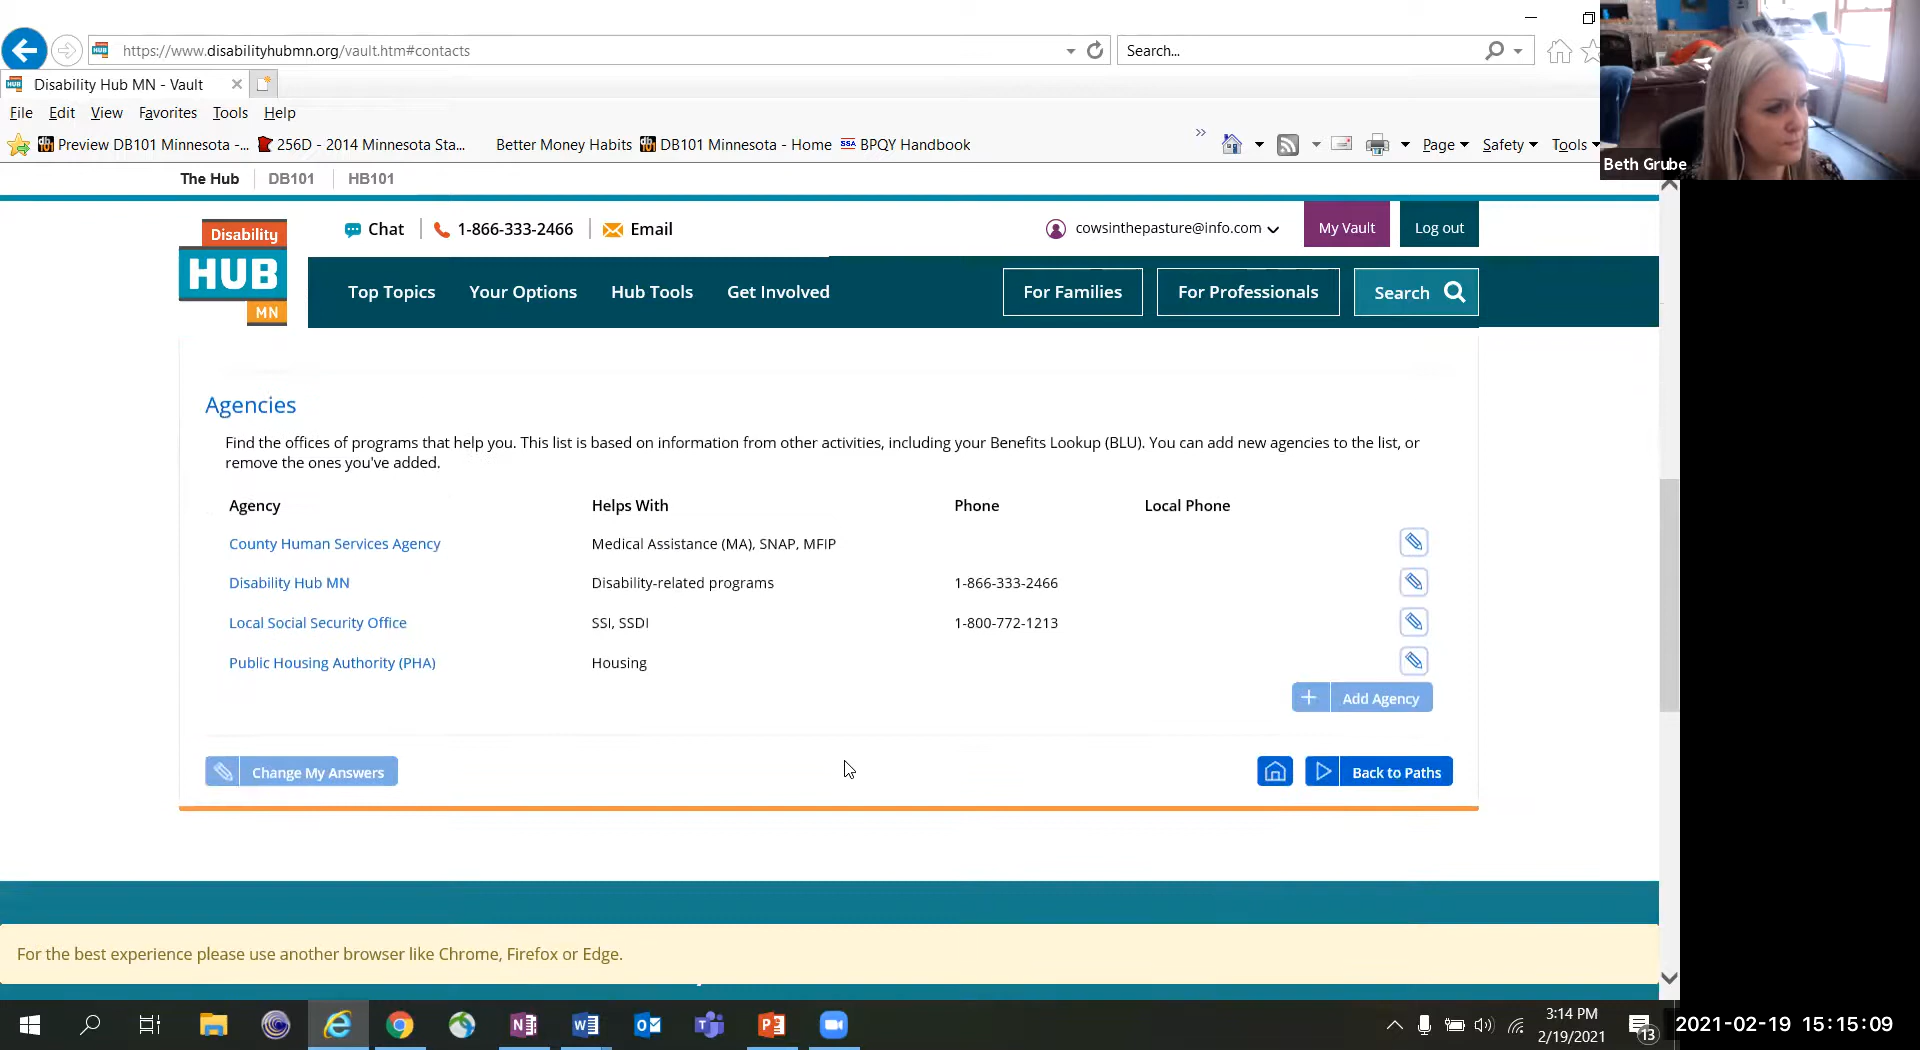 https://www.disabilityhubmn.org/vault.htm#contacts
Search...
Disability Hub MN - Vault
File Edit View Favorites Tools Help
Preview DB101 Minnesota -... 256D - 2014 Minnesota Sta... Better Money Habits DB101 Minnesota - Home SSA BPQY Handbook
Page Safety Tools
Beth Grube
The Hub DB101 HB101
Disability HUB MN
Chat 1-866-333-2466 Email
cowsinthepasture@info.com My Vault Log out
Top Topics Your Options Hub Tools Get Involved For Families For Professionals Search
Agencies
Find the offices of programs that help you. This list is based on information from other activities, including your Benefits Lookup (BLU). You can add new agencies to the list, or
remove the ones you've added.
Agency Helps With Phone Local Phone
County Human Services Agency Medical Assistance (MA), SNAP, MFIP
Disability Hub MN Disability-related programs 1-866-333-2466
Local Social Security Office SSI, SSDI 1-800-772-1213
Public Housing Authority (PHA) Housing
Add Agency
Change My Answers Back to Paths
For the best experience please use another browser like Chrome, Firefox or Edge.
3:14 PM
2/19/2021
13
2021-02-19 15:15:09